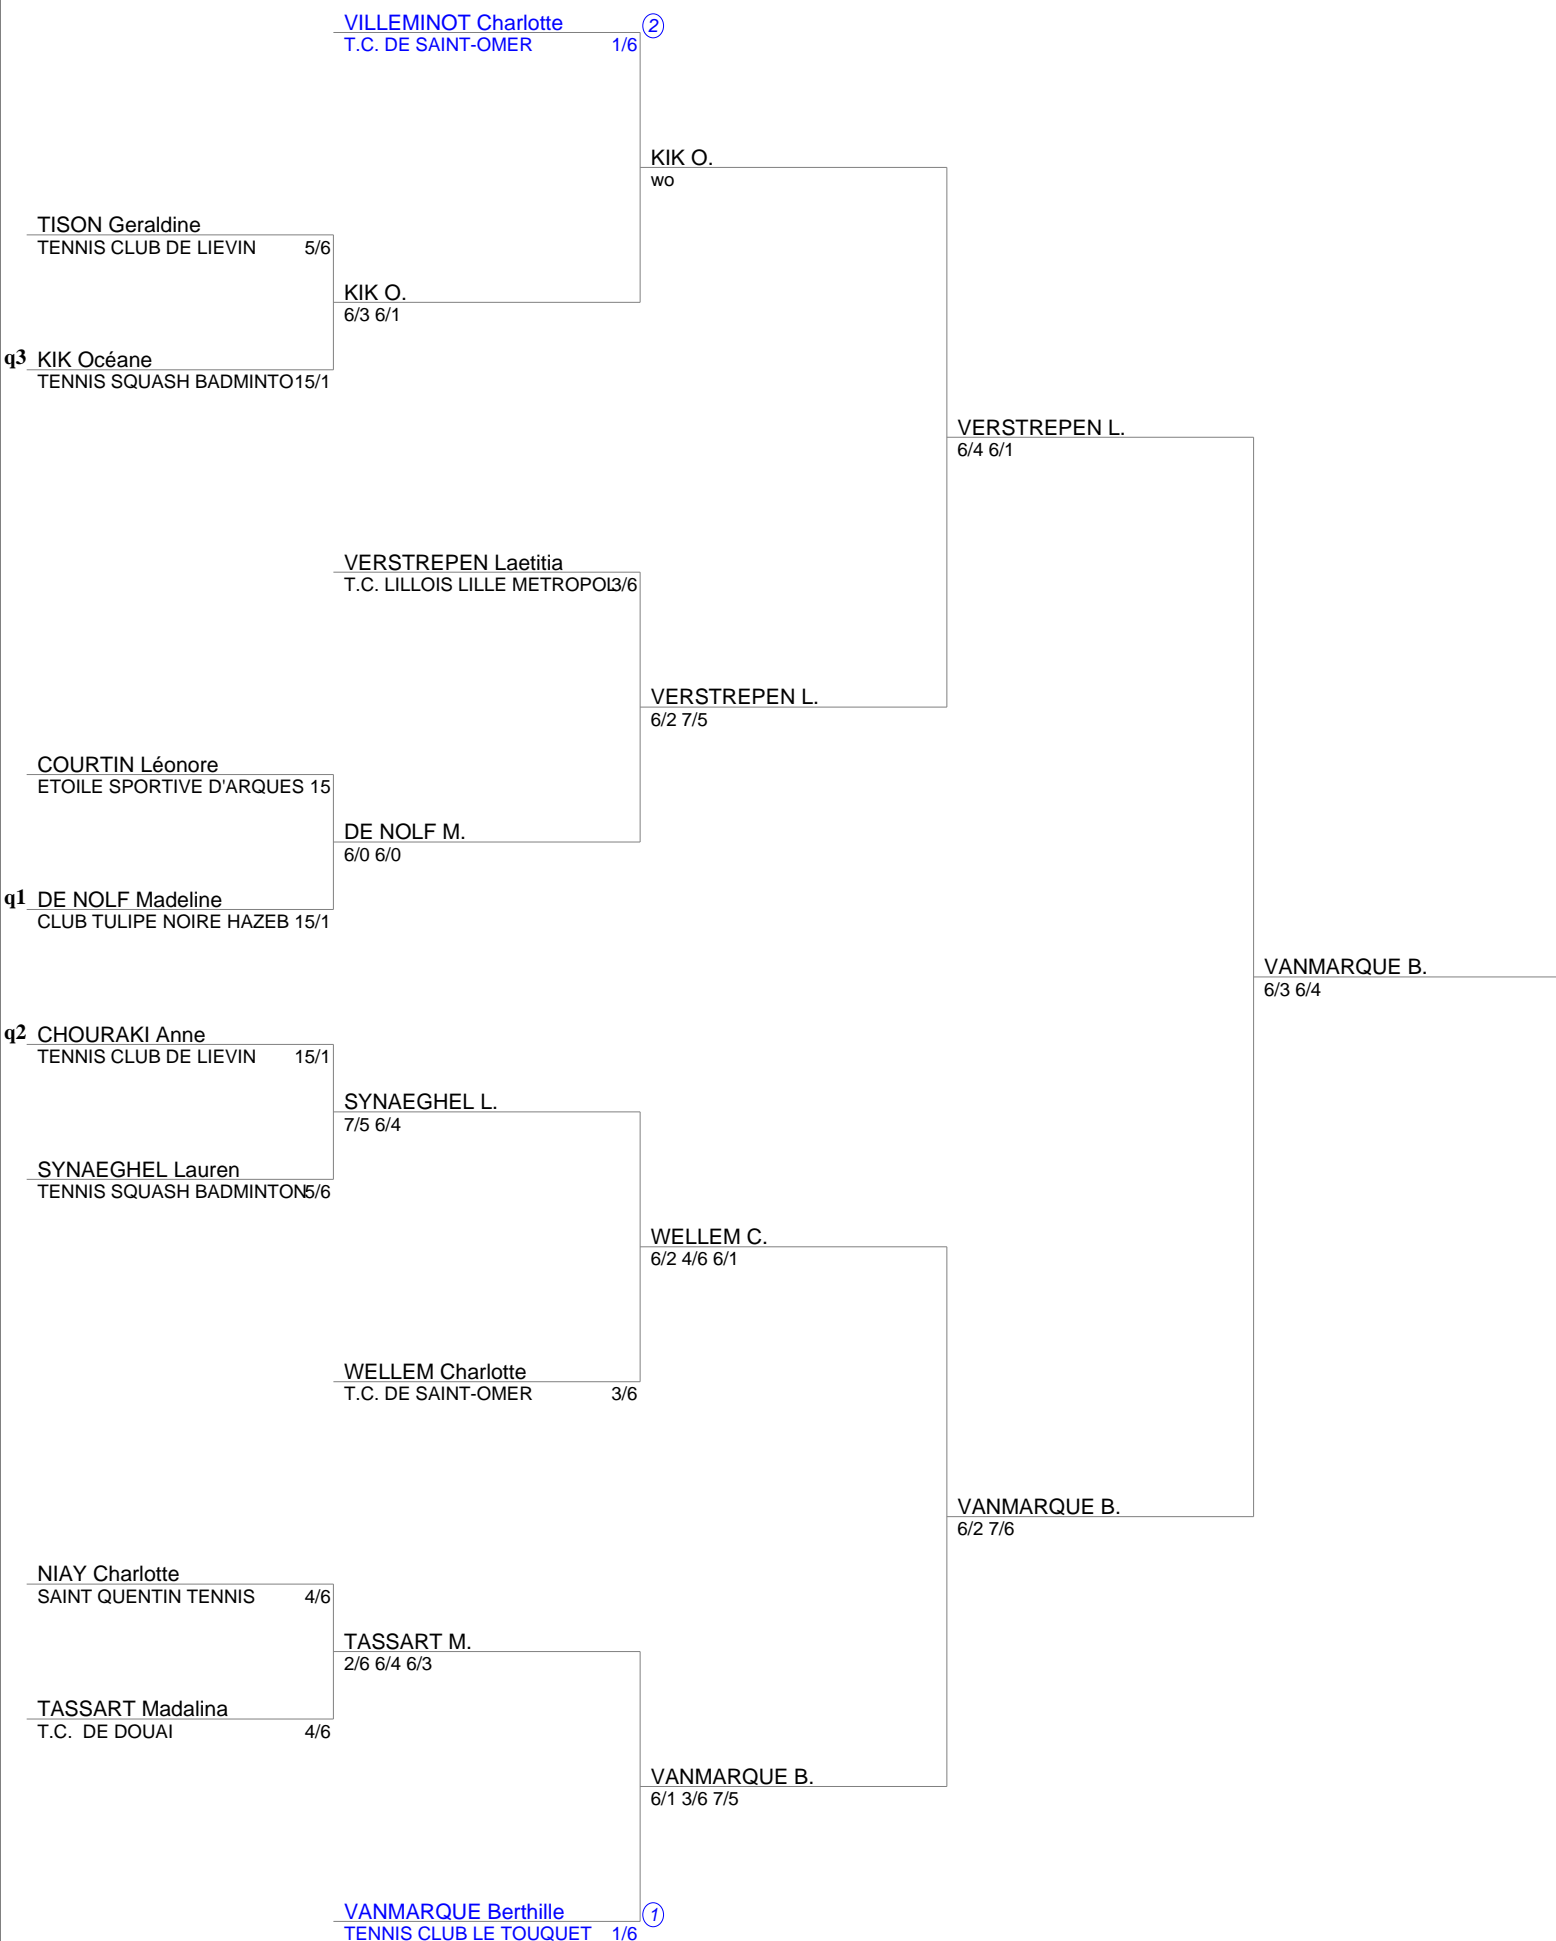 VILLEMINOT Charlotte 2
T.C. DE SAINT-OMER 1/6
KIK O.
wo
TISON Geraldine
TENNIS CLUB DE LIEVIN 5/6
KIK O.
6/3 6/1
q3 KIK Océane
TENNIS SQUASH BADMINTO15/1
VERSTREPEN L.
6/4 6/1
VERSTREPEN Laetitia
T.C. LILLOIS LILLE METROPOL3/6
VERSTREPEN L.
6/2 7/5
COURTIN Léonore
ETOILE SPORTIVE D'ARQUES 15
DE NOLF M.
6/0 6/0
q1 DE NOLF Madeline
CLUB TULIPE NOIRE HAZEB 15/1
VANMARQUE B.
6/3 6/4
q2 CHOURAKI Anne
TENNIS CLUB DE LIEVIN 15/1
SYNAEGHEL L.
7/5 6/4
SYNAEGHEL Lauren
TENNIS SQUASH BADMINTON5/6
WELLEM C.
6/2 4/6 6/1
WELLEM Charlotte
T.C. DE SAINT-OMER 3/6
VANMARQUE B.
6/2 7/6
NIAY Charlotte
SAINT QUENTIN TENNIS 4/6
TASSART M.
2/6 6/4 6/3
TASSART Madalina
T.C. DE DOUAI 4/6
VANMARQUE B.
6/1 3/6 7/5
VANMARQUE Berthille 1
TENNIS CLUB LE TOUQUET 1/6